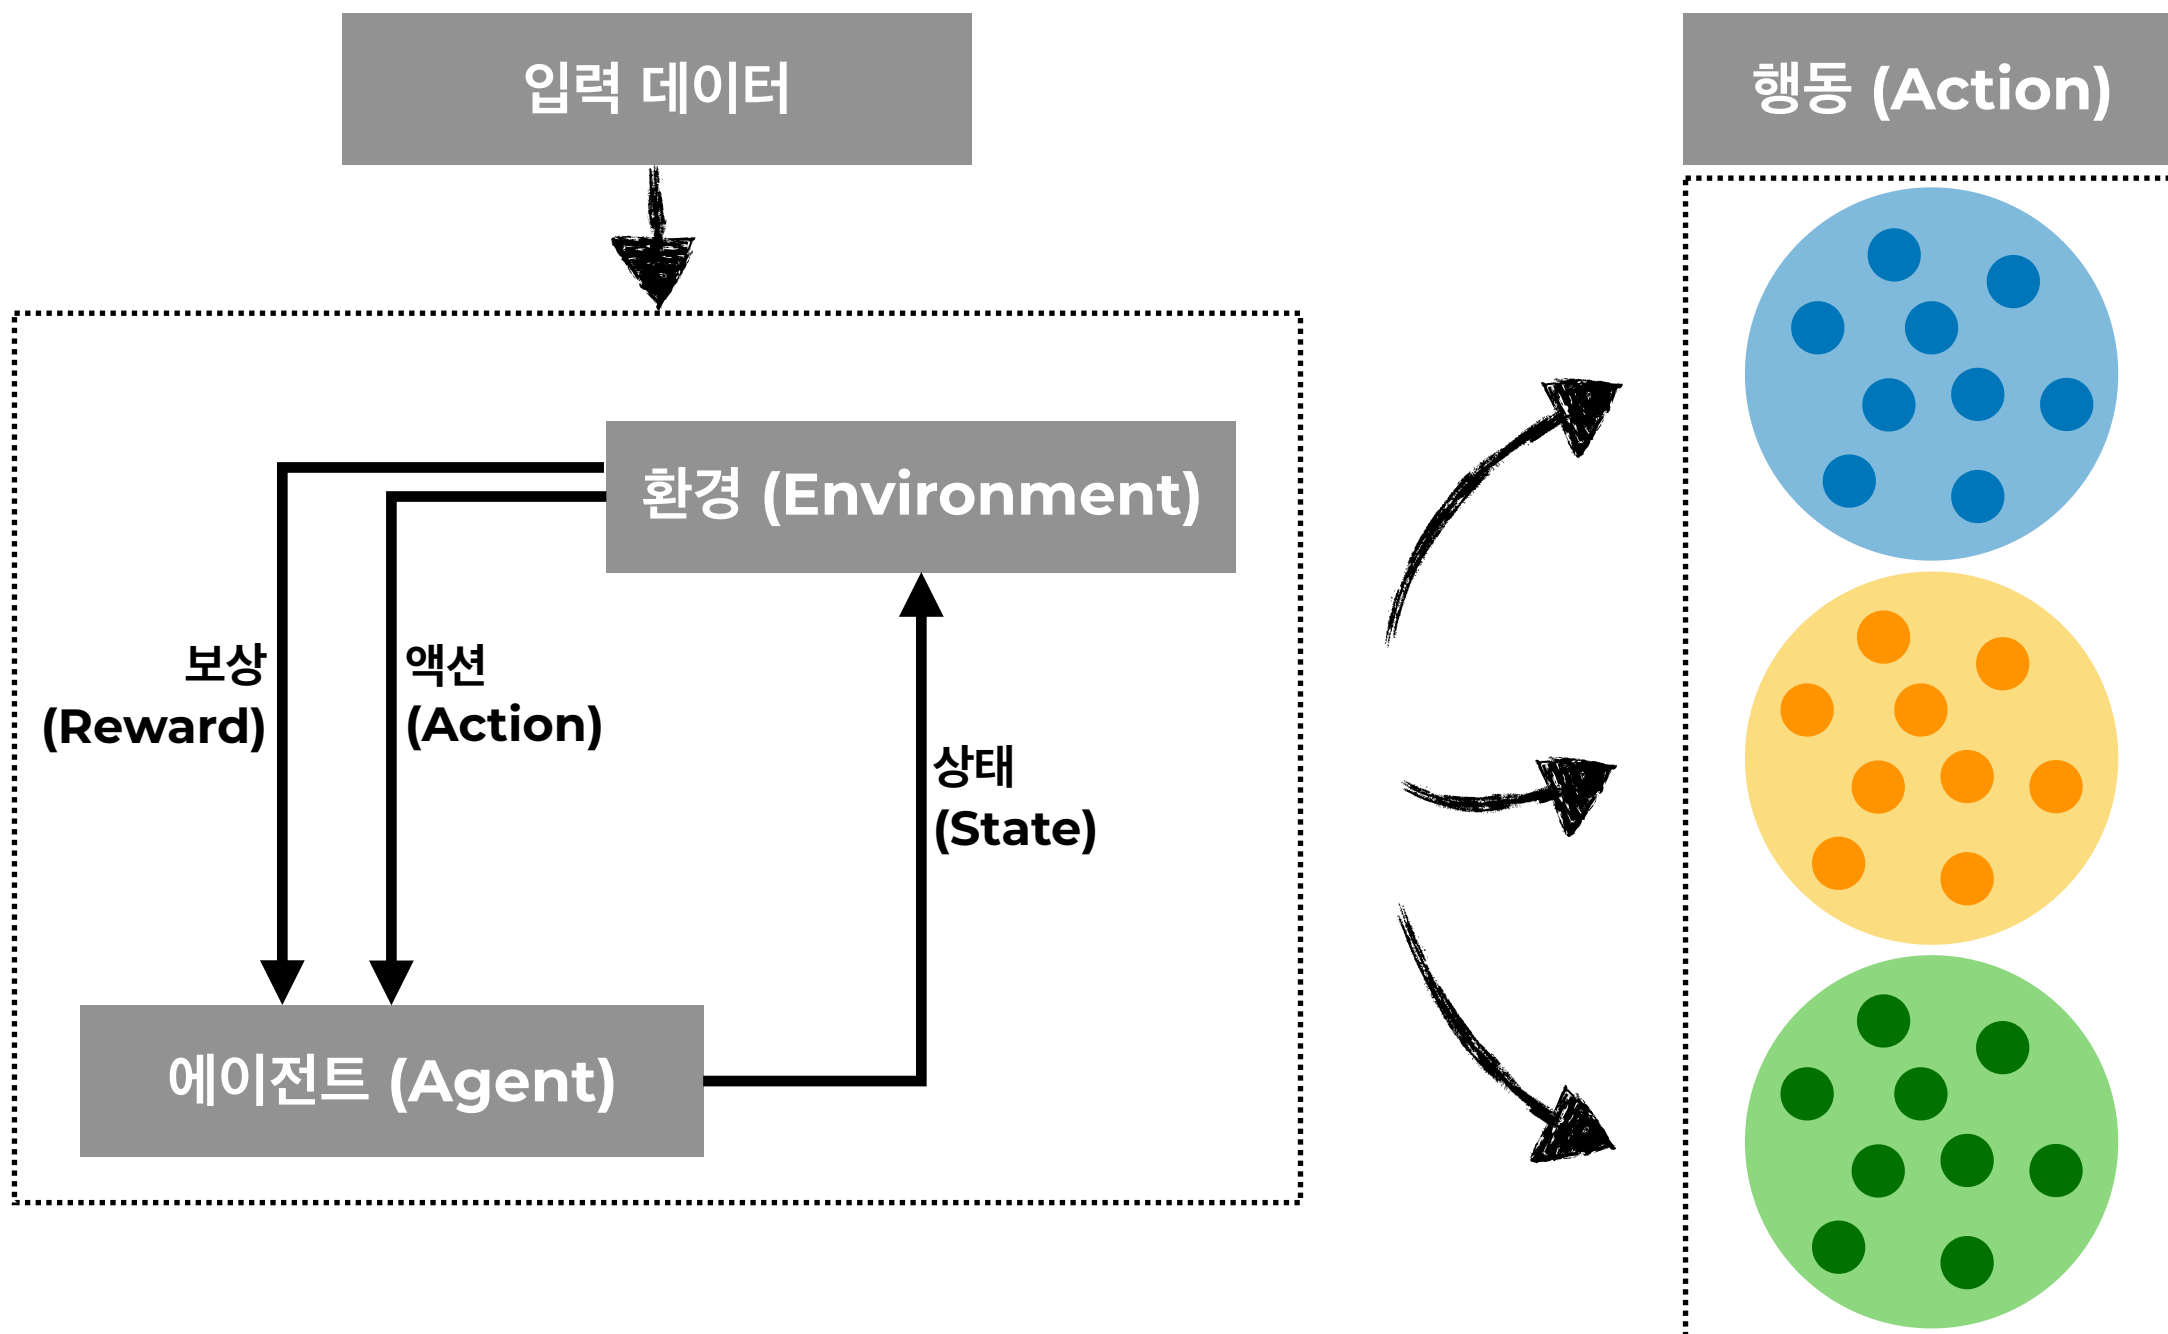 입력 데이터
행동 (Action)
환경 (Environment)
보상
(Reward)
액션
(Action)
상태
(State)
에이전트 (Agent)